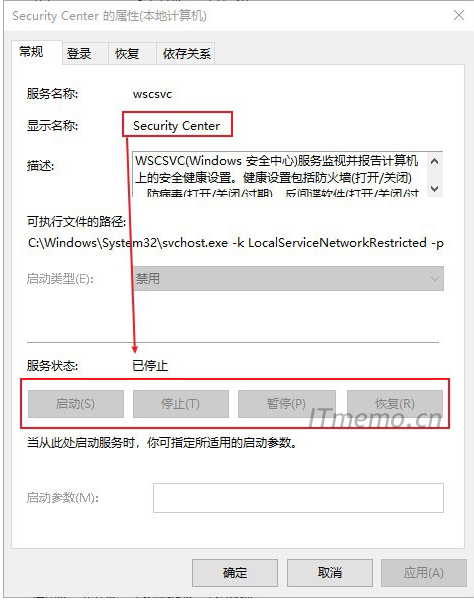 Security Center 的属性(本地计算机)
常规 登录 恢复 依存关系
服务名称: wscsvc
显示名称: Security Center
描述: WSCSVC(Windows 安全中心)服务监视并报告计算机
上的安全健康设置。健康设置包括防火墙(打开/关闭)
、防病毒(打开/关闭/过期)、反间谍软件(打开/关闭/过
可执行文件的路径:
C:\Windows\System32\svchost.exe -k LocalServiceNetworkRestricted -p
启动类型(E): 禁用
服务状态: 已停止
启动(S) 停止(T) 暂停(P) 恢复(R)
ITmemo.cn
当从此处启动服务时，你可指定所适用的启动参数。
启动参数(M):
确定 取消 应用(A)